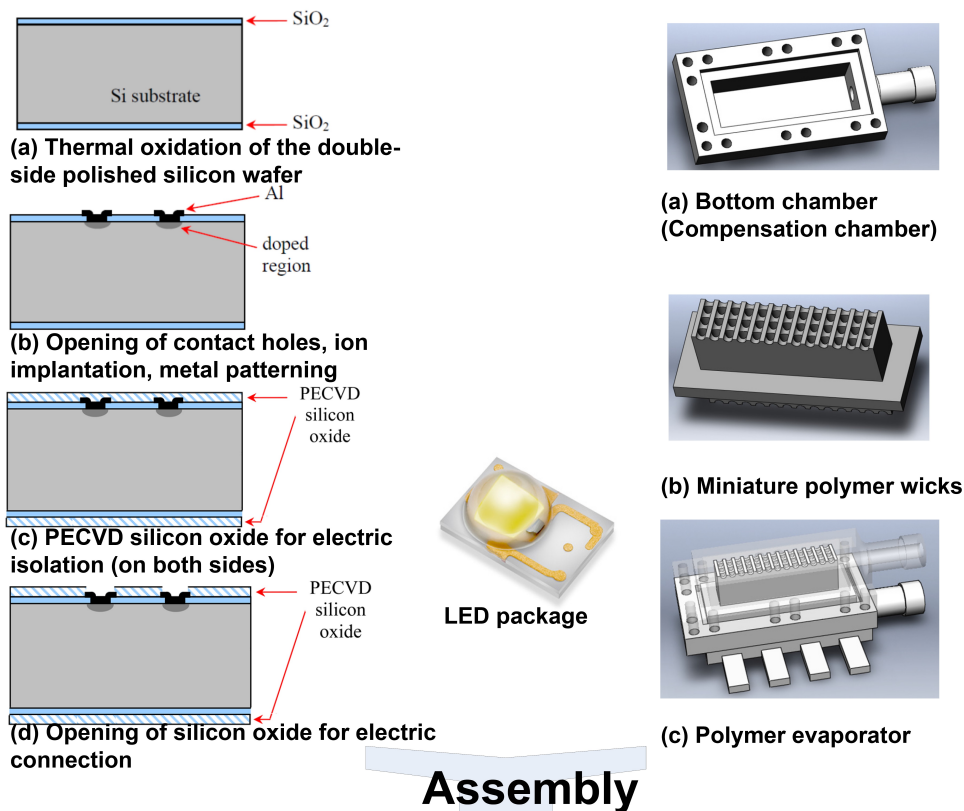 SiO2
Si substrate
SiO2
(a) Thermal oxidation of the double-
side polished silicon wafer
Al
doped
region
(b) Opening of contact holes, ion
implantation, metal patterning
PECVD
silicon
oxide
(c) PECVD silicon oxide for electric
isolation (on both sides)
PECVD
silicon
oxide
(d) Opening of silicon oxide for electric
connection
LED package
(a) Bottom chamber
(Compensation chamber)
(b) Miniature polymer wicks
(c) Polymer evaporator
Assembly